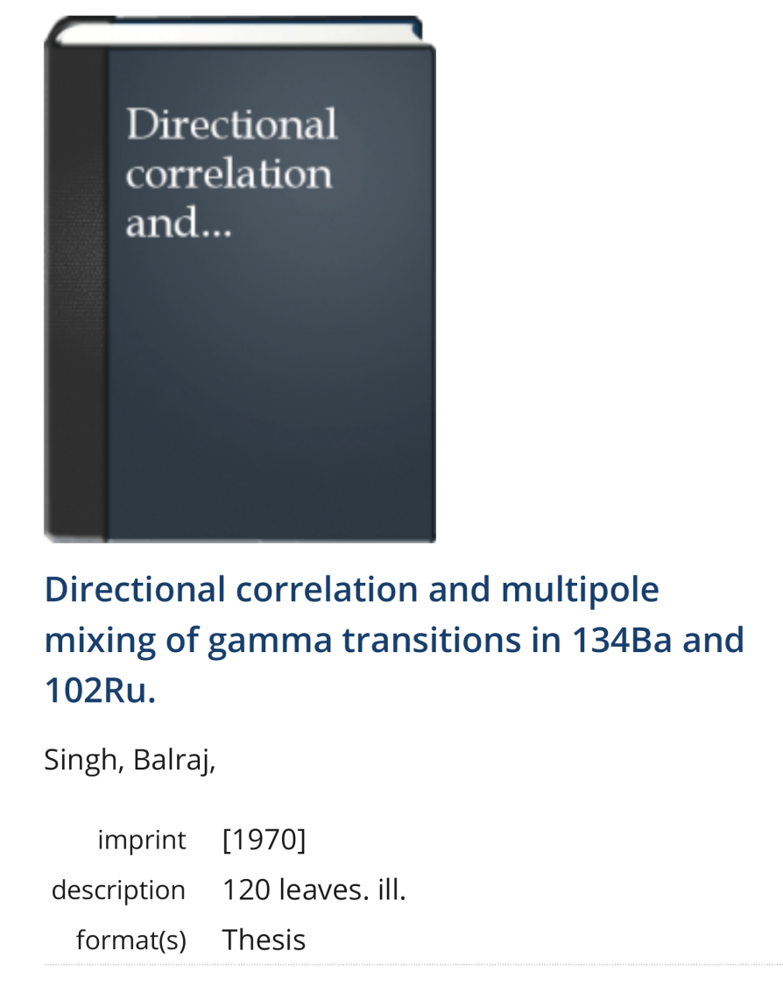 Directional
correlation
and...
Directional correlation and multipole
mixing of gamma transitions in 134Ba and
102Ru.
Singh, Balraj,
imprint [1970]
description 120 leaves. ill.
format(s) Thesis